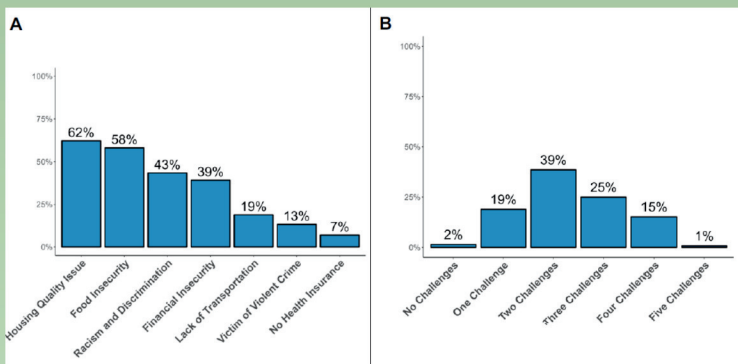 A
100%
75%
50%
25%
0%
62%
58%
43%
39%
19%
13%
7%
Housing Quality Issue
Food Insecurity
Racism and Discrimination
Financial Insecurity
Lack of Transportation
Victim of Violent Crime
No Health Insurance
B
100%
75%
50%
25%
0%
2%
19%
39%
25%
15%
1%
No Challenges
One Challenge
Two Challenges
Three Challenges
Four Challenges
Five Challenges